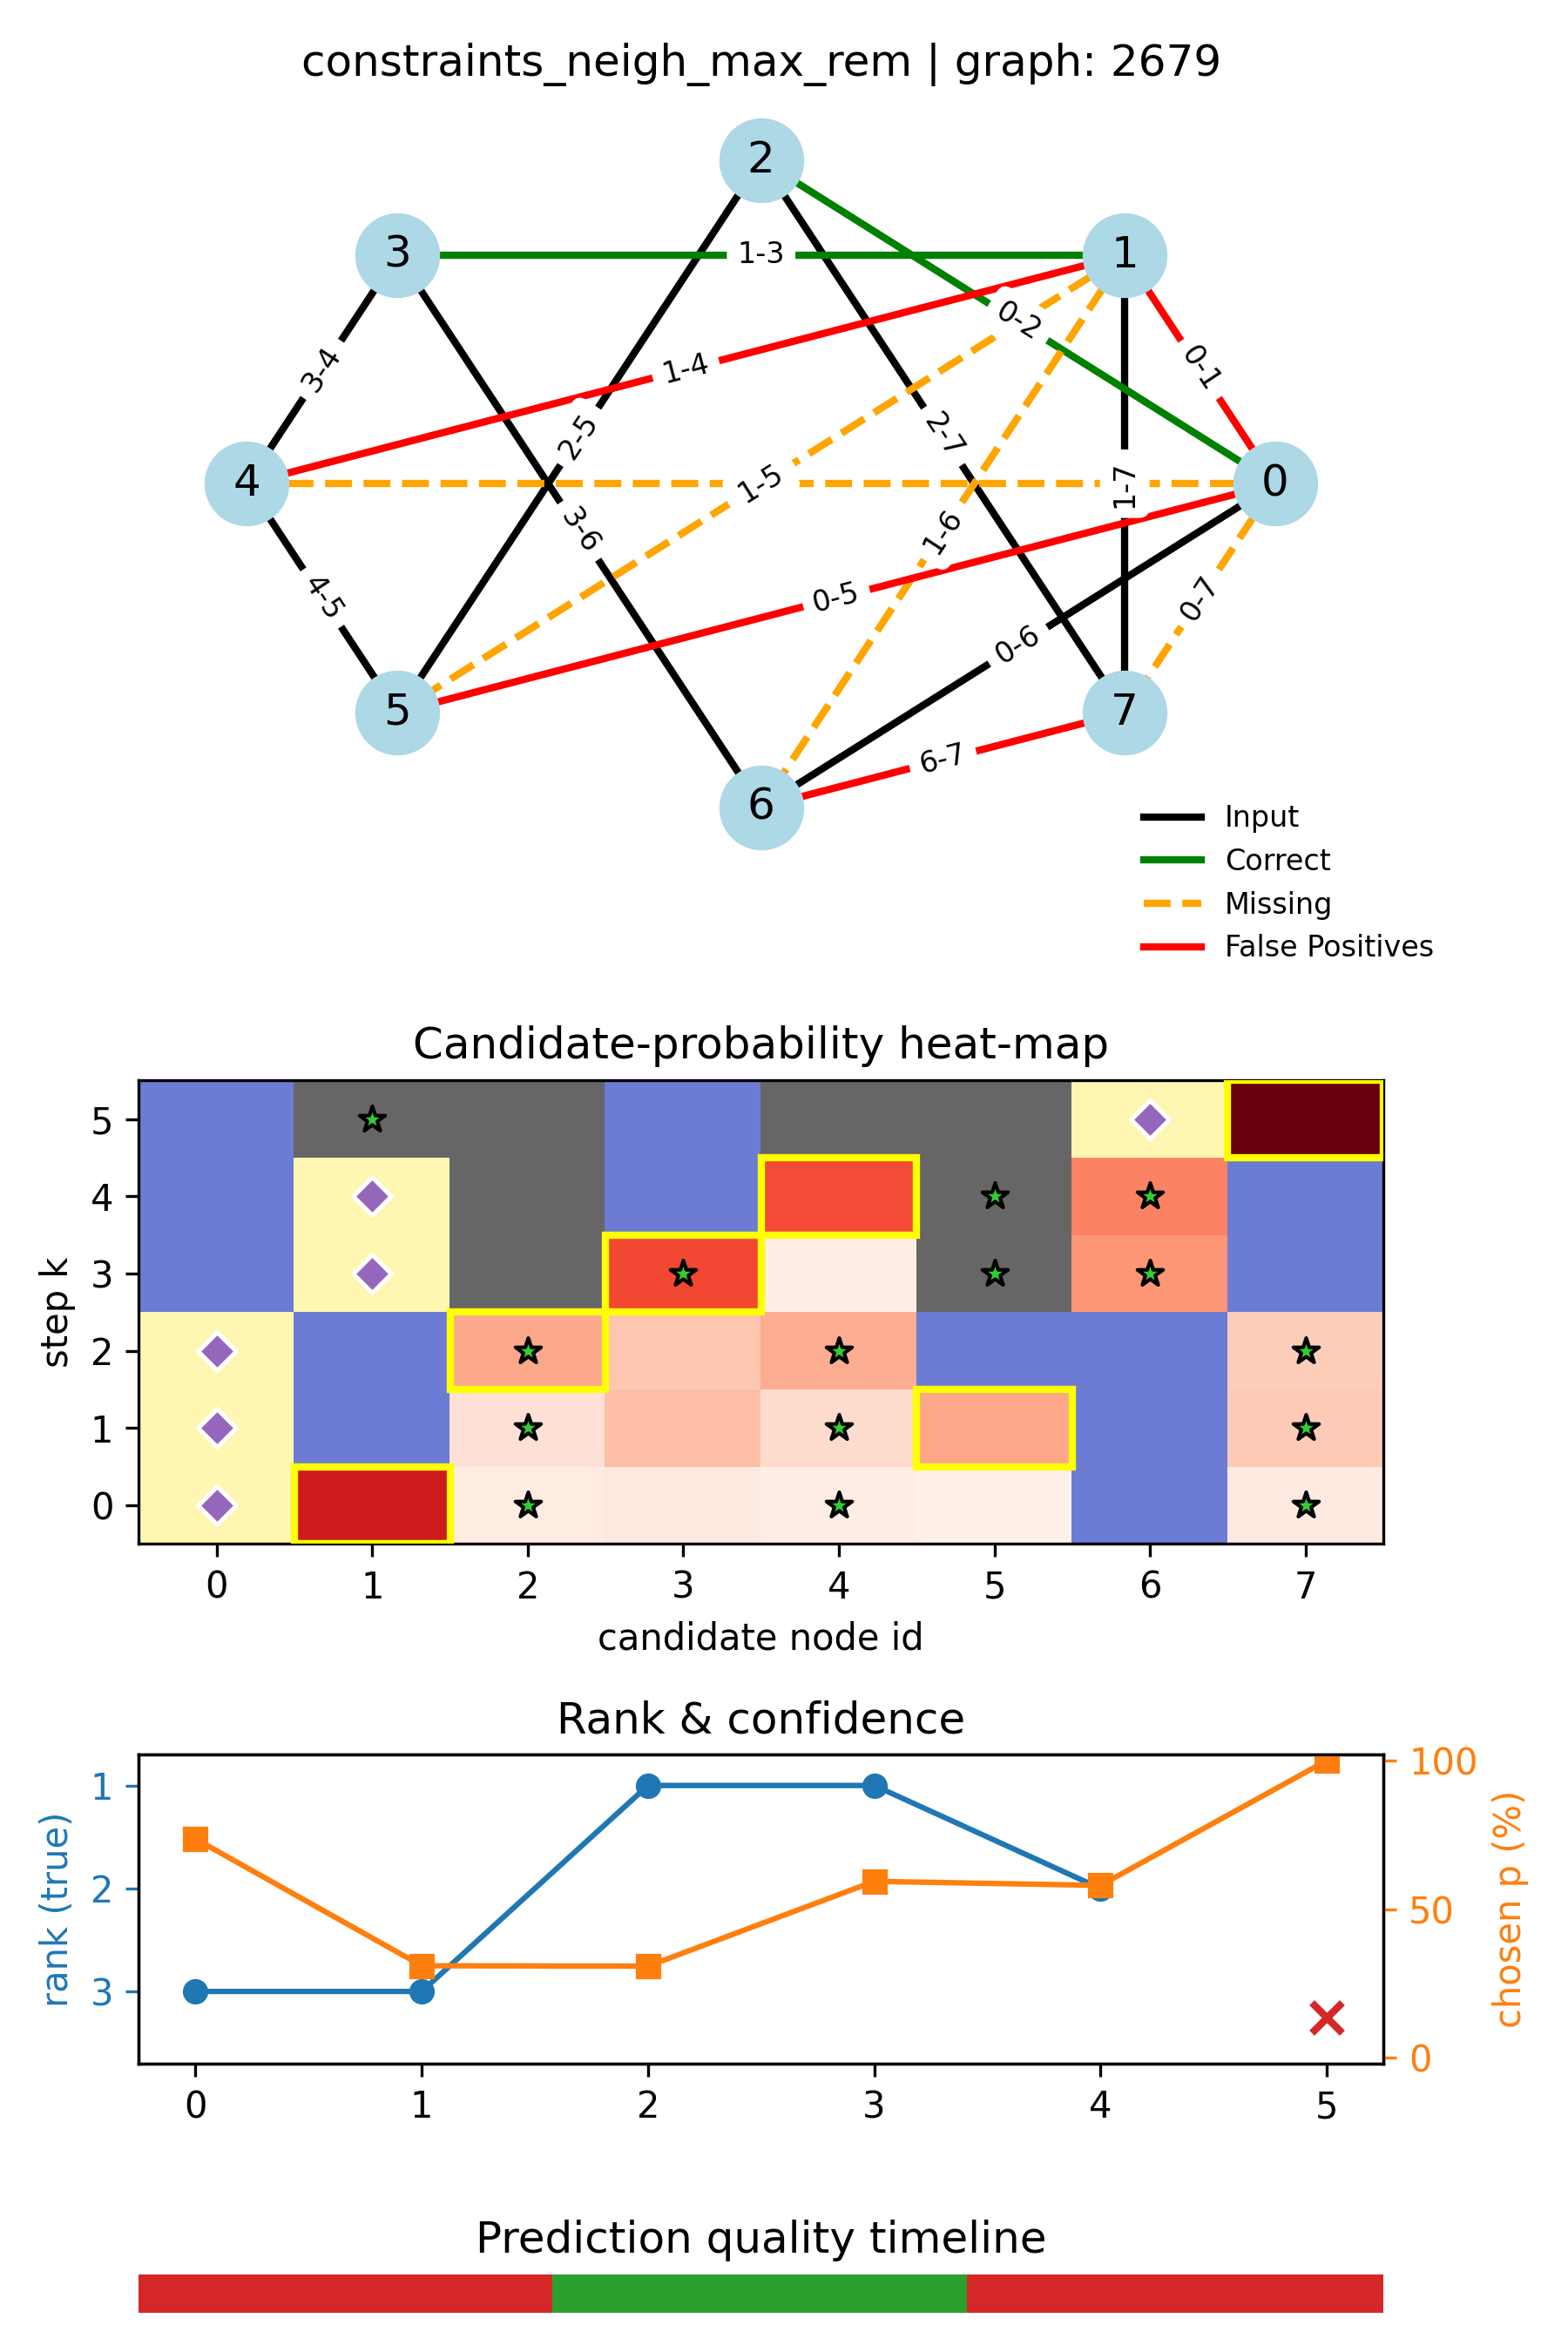 constraints_neigh_max_rem | graph: 2679
2
3
1
1-3
0-2
3-4
1-4
0-1
2-5
2-7
4
1-5
1-7
0
3-6
1-6
4-5
0-5
0-7
0-6
5
7
6-7
6
Input
Correct
Missing
False Positives
Candidate-probability heat-map
step k
5
4
3
2
1
0
0 1 2 3 4 5 6 7
candidate node id
Rank & confidence
rank (true)
1
2
3
100
50
0
chosen p (%)
0 1 2 3 4 5
Prediction quality timeline